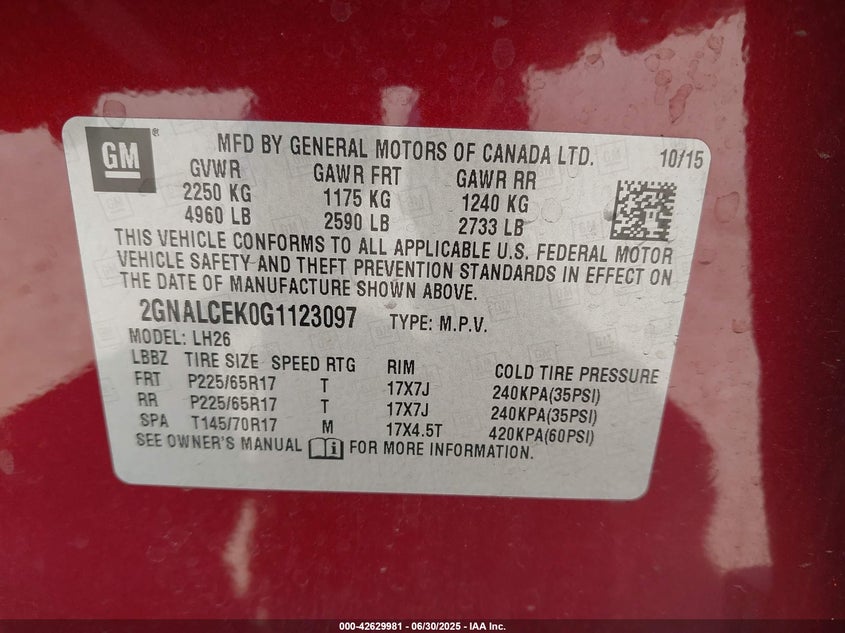 GM ®
MFD BY GENERAL MOTORS OF CANADA LTD. 10/15
GVWR GAWR FRT GAWR RR
2250 KG 1175 KG 1240 KG
4960 LB 2590 LB 2733 LB
THIS VEHICLE CONFORMS TO ALL APPLICABLE U.S. FEDERAL MOTOR
VEHICLE SAFETY AND THEFT PREVENTION STANDARDS IN EFFECT ON
THE DATE OF MANUFACTURE SHOWN ABOVE.
2GNALCEK0G1123097 TYPE: M.P.V.
MODEL: LH26
LBBZ TIRE SIZE SPEED RTG RIM COLD TIRE PRESSURE
FRT P225/65R17 T 17X7J 240KPA(35PSI)
RR P225/65R17 T 17X7J 240KPA(35PSI)
SPA T145/70R17 M 17X4.5T 420KPA(60PSI)
SEE OWNER'S MANUAL i FOR MORE INFORMATION.
000-42629981 - 06/30/2025 - IAA Inc.